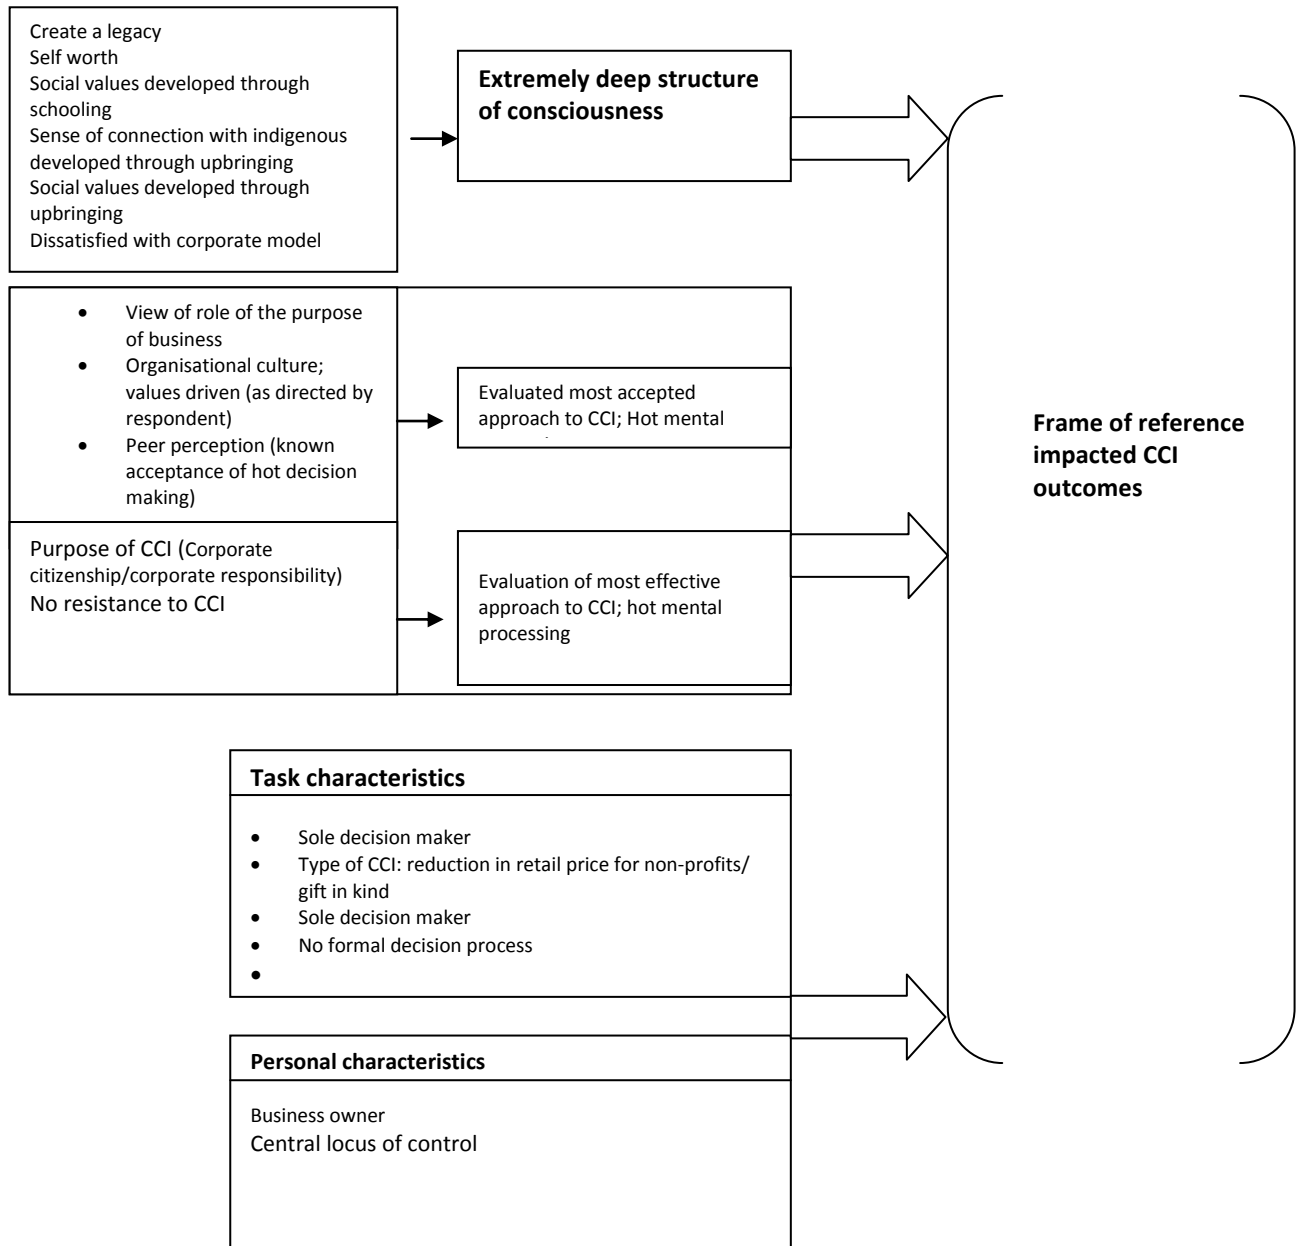 Create a legacy
Self worth
Social values developed through
schooling
Sense of connection with indigenous
developed through upbringing
Social values developed through
upbringing
Dissatisfied with corporate model
Extremely deep structure
of consciousness
• View of role of the purpose
of business
• Organisational culture;
values driven (as directed by
respondent)
• Peer perception (known
acceptance of hot decision
making)
Evaluated most accepted
approach to CCI; Hot mental
Purpose of CCI (Corporate
citizenship/corporate responsibility)
No resistance to CCI
Evaluation of most effective
approach to CCI; hot mental
processing
Frame of reference
impacted CCI
outcomes
Task characteristics
• Sole decision maker
• Type of CCI: reduction in retail price for non-profits/
gift in kind
• Sole decision maker
• No formal decision process
•
Personal characteristics
Business owner
Central locus of control